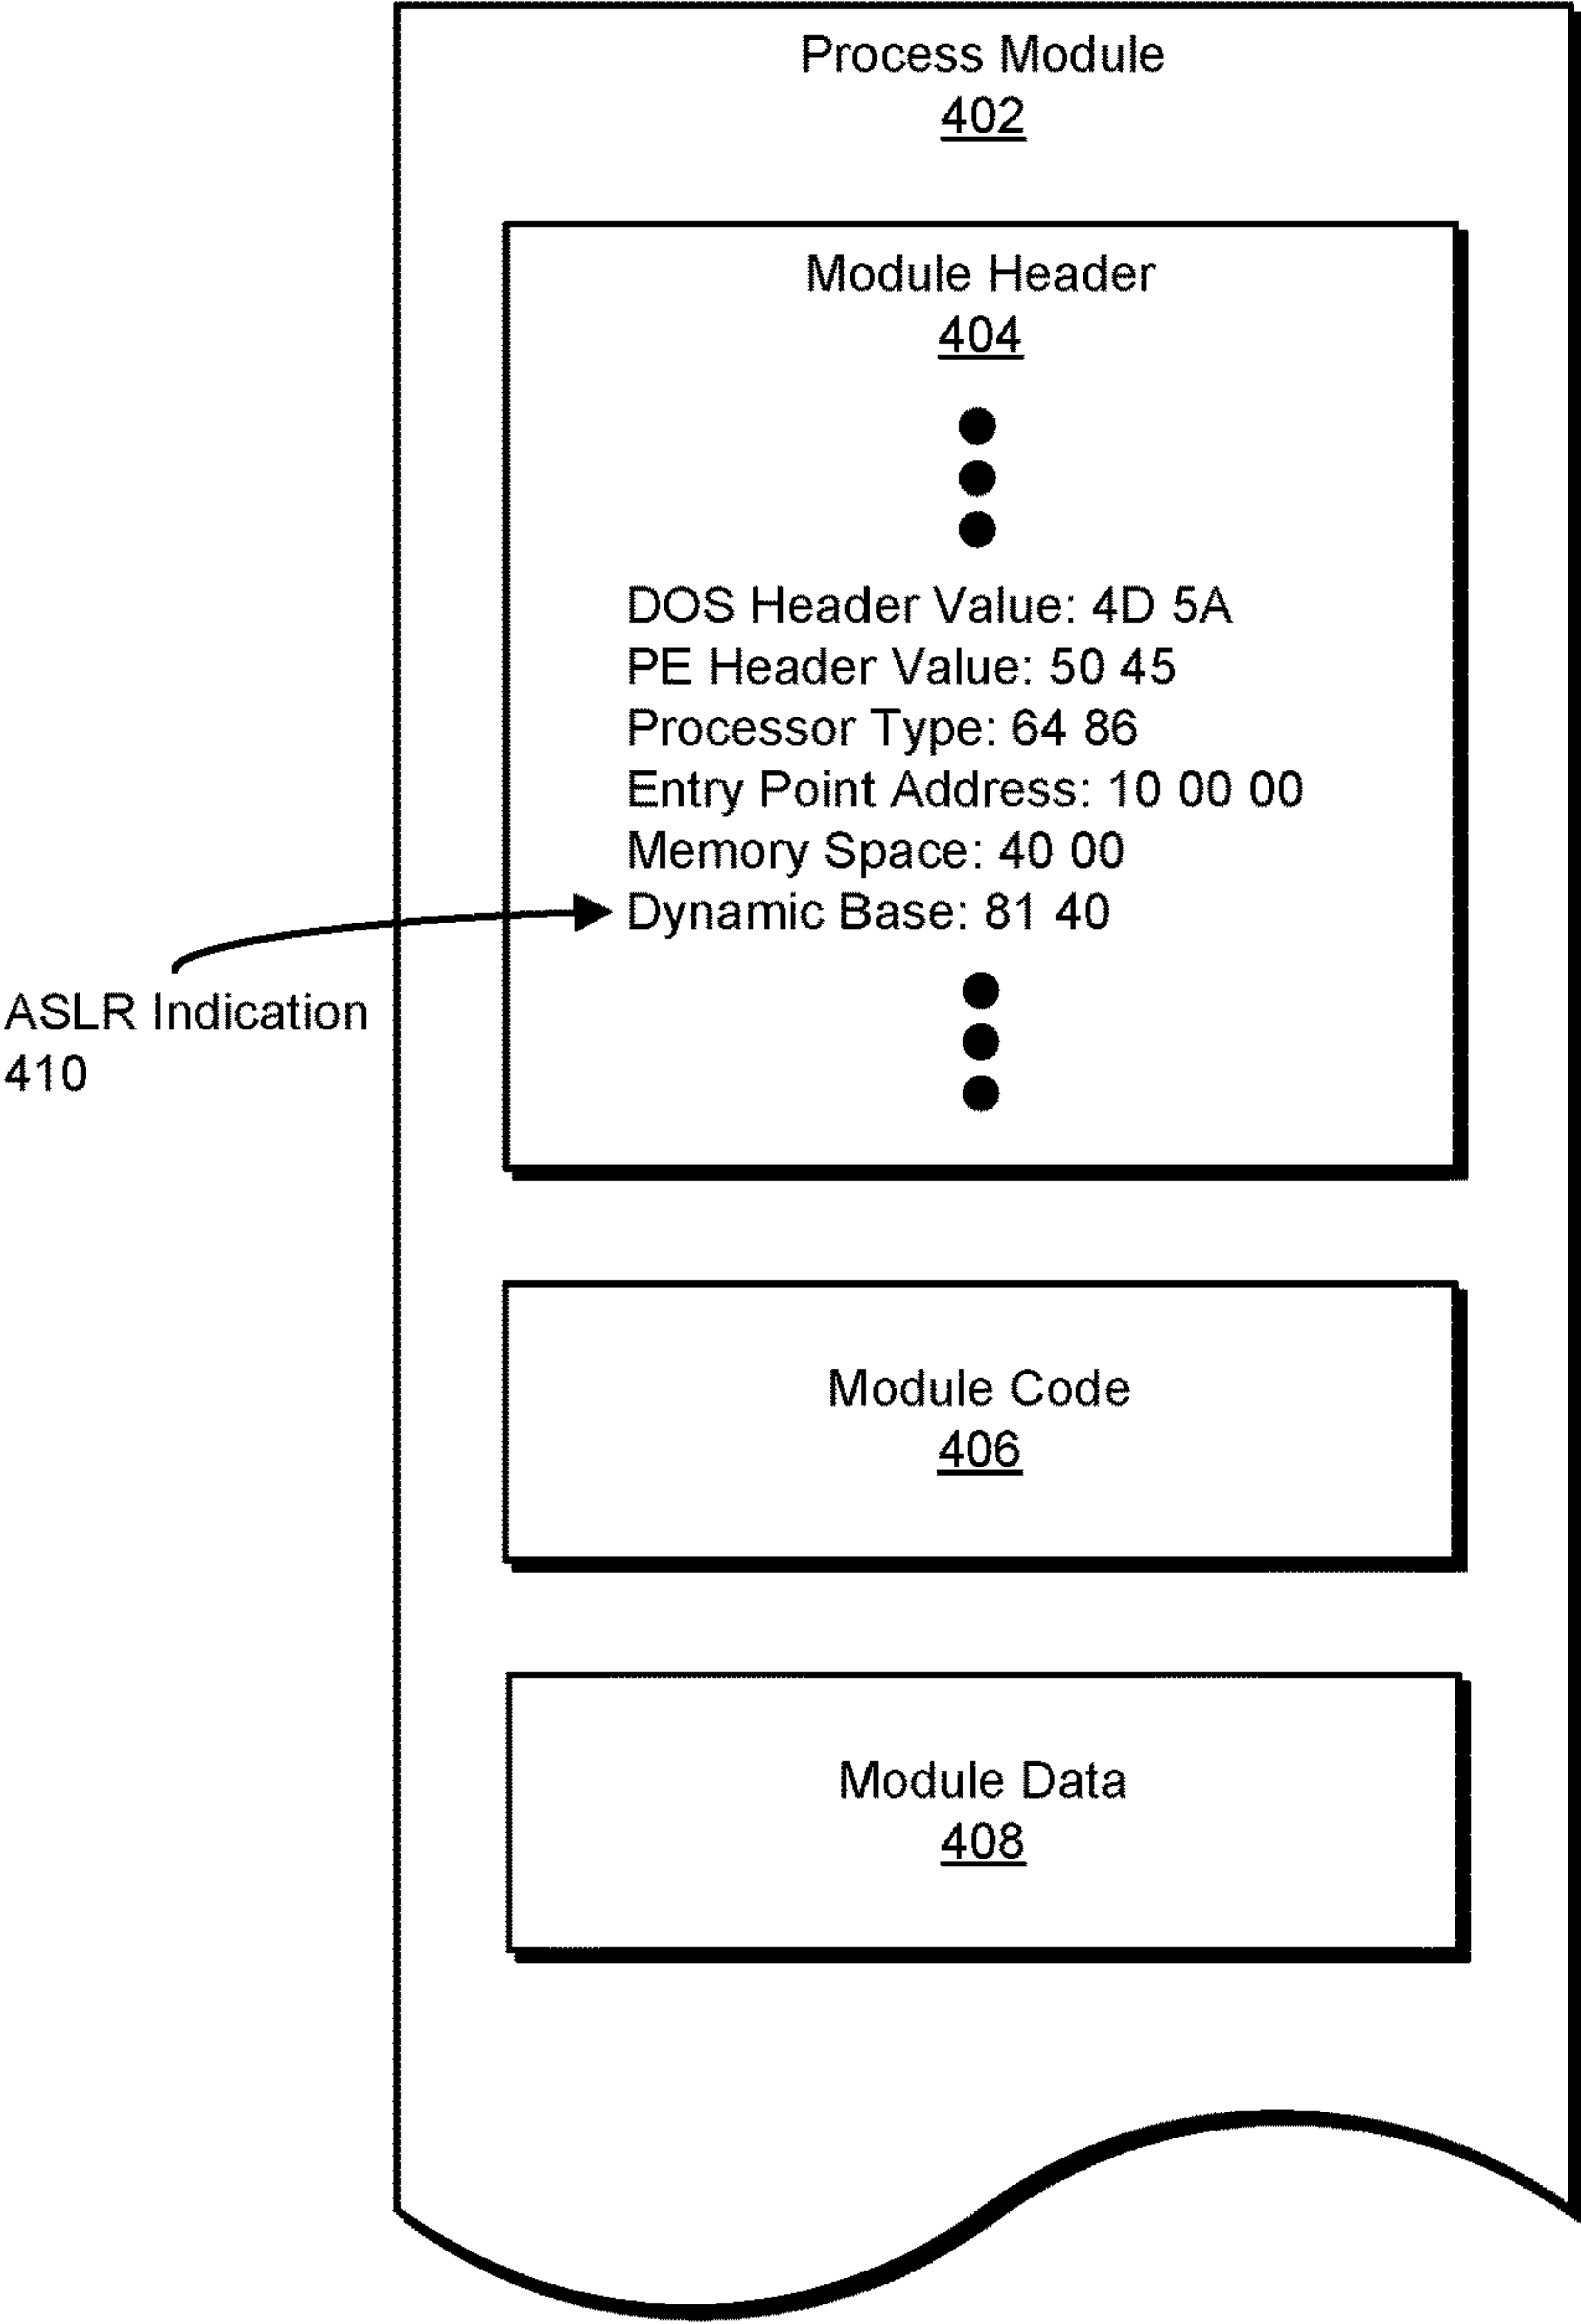 Process Module
402
Module Header
404
DOS Header Value: 4D 5A
PE Header Value: 50 45
Processor Type: 64 86
Entry Point Address: 10 00 00
Memory Space: 40 00
Dynamic Base: 81 40
ASLR Indication
410
Module Code
406
Module Data
408